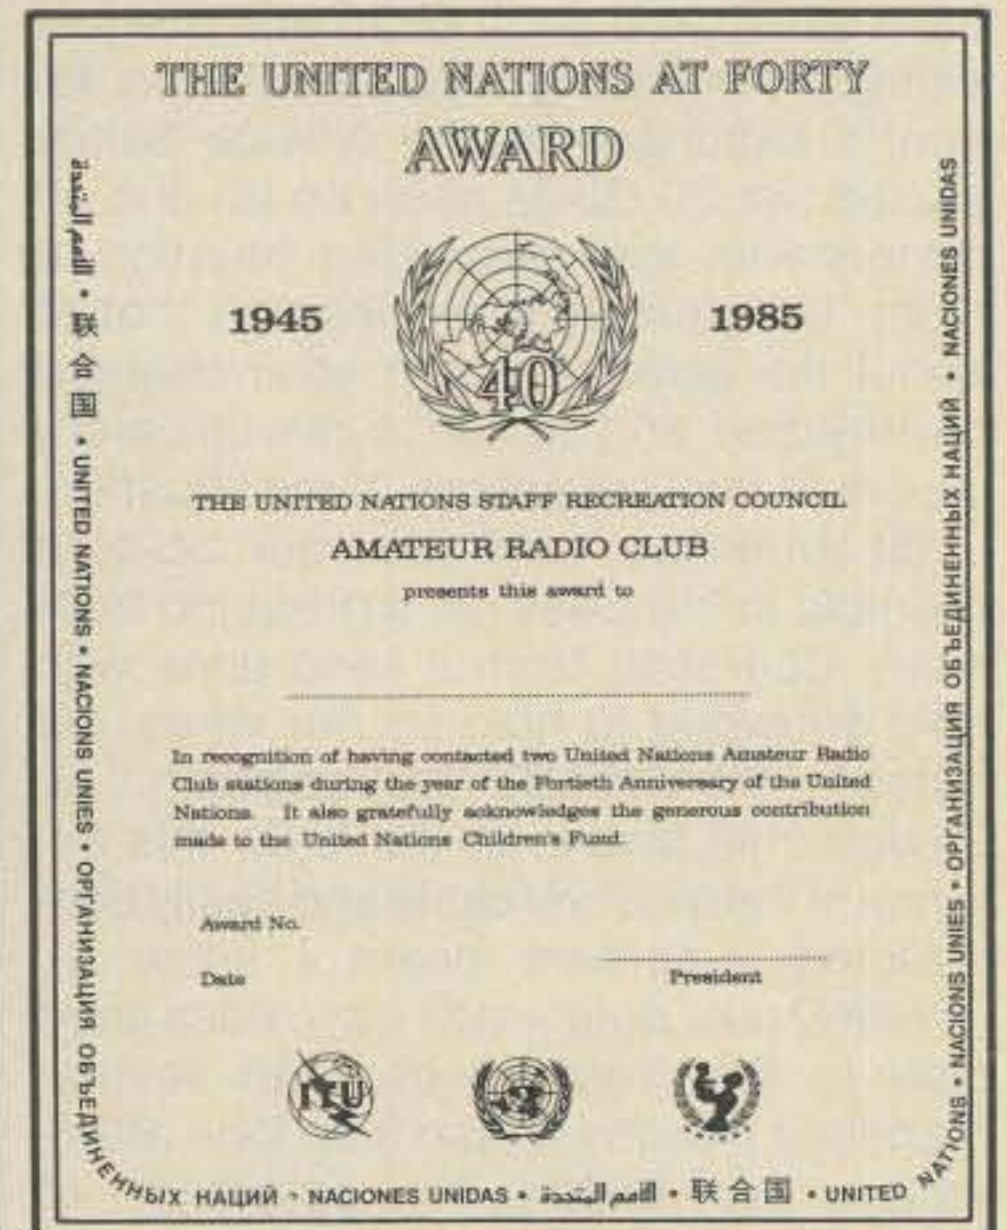 THE UNITED NATIONS AT FORTY
AWARD
1945
1985
40
THE UNITED NATIONS STAFF RECREATION COUNCIL
AMATEUR RADIO CLUB
presents this award to
In recognition of having contacted two United Nations Amateur Radio
Club stations during the year of the Fortieth Anniversary of the United
Nations. It also gratefully acknowledges the generous contribution
made to the United Nations Children's Fund.
Award No.
Date
President
ITU
unicef
الأمم المتحدة • 联合国 • UNITED NATIONS • NACIONS UNIES • ОРГАНИЗАЦИЯ ОБЪЕДИНЕННЫХ НАЦИЙ • NACIONES UNIDAS • الأمم المتحدة • 联合国 • UNITED NATIONS • NACIONS UNIES • ОРГАНИЗАЦИЯ ОБЪЕДИНЕННЫХ НАЦИЙ • NACIONES UNIDAS